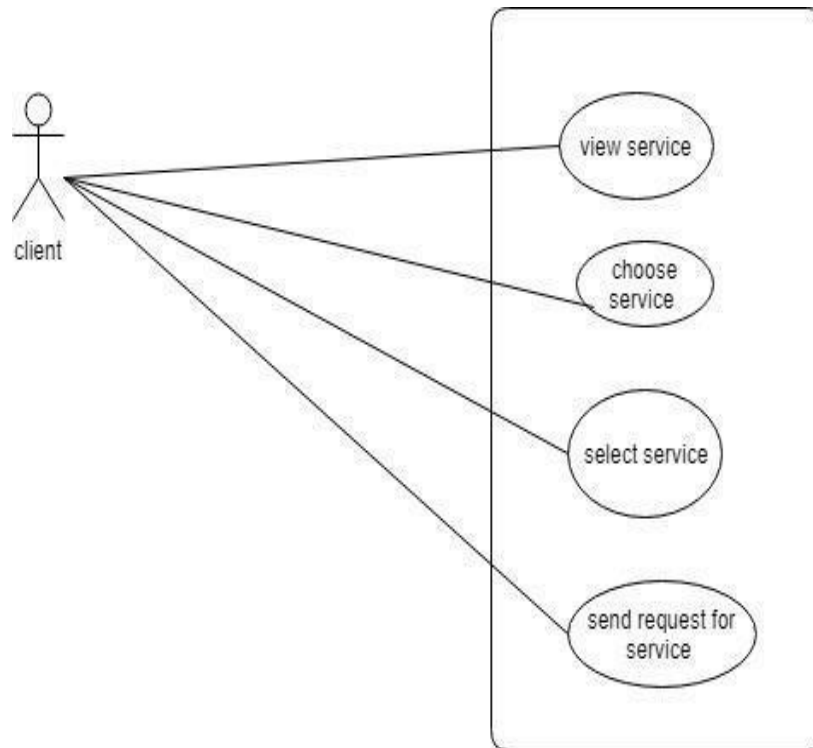 client
view service
choose
service
select service
send request for
service